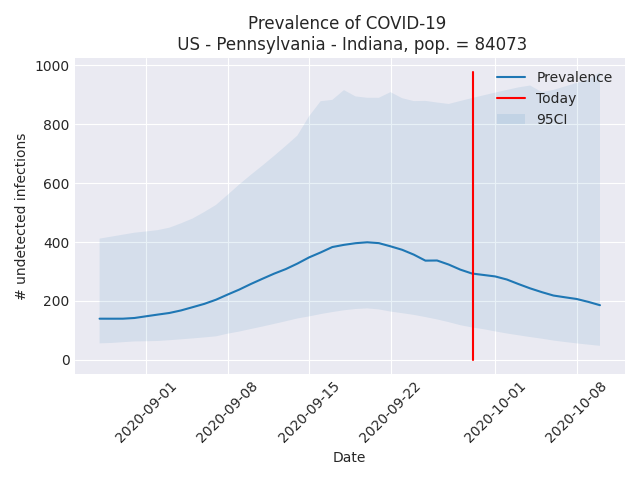 Prevalence of COVID-19
US - Pennsylvania - Indiana, pop. = 84073
1000
800
600
400
200
0
# undetected infections
Prevalence
Today
95CI
2020-09-01
2020-09-08
2020-09-15
2020-09-22
2020-10-01
2020-10-08
Date